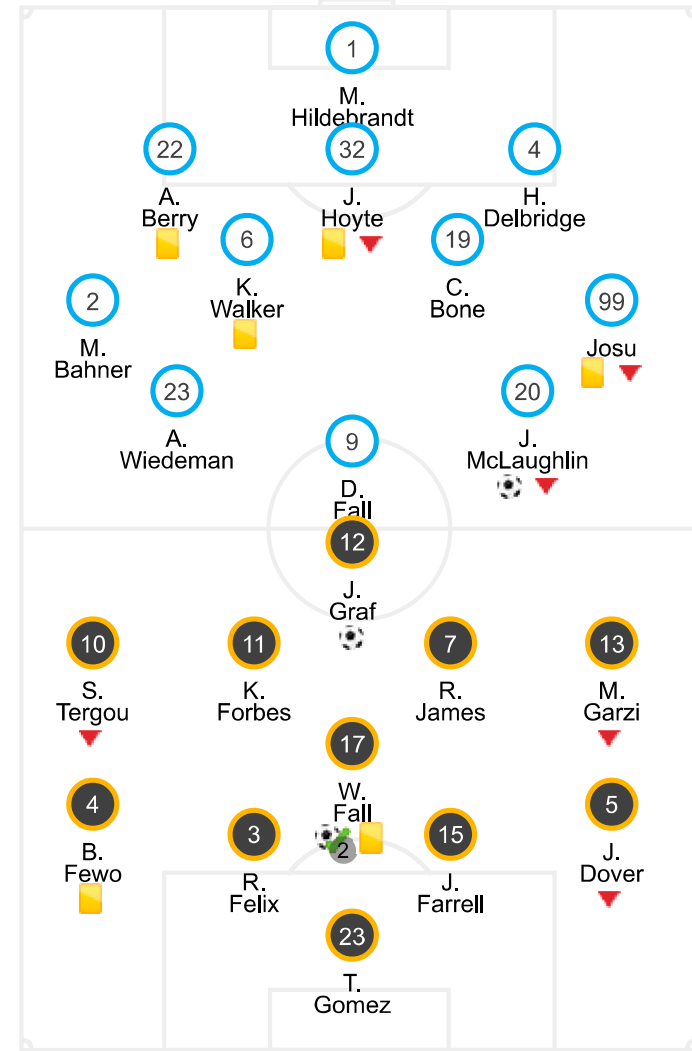 1
M.
Hildebrandt
22
32
4
A.
Berry
J.
Hoyte
H.
Delbridge
6
19
K.
Walker
C.
Bone
2
99
M.
Bahner
Josu
23
20
A.
Wiedeman
J.
McLaughlin
9
D.
Fall
12
J.
Graf
10
11
7
13
S.
Tergou
K.
Forbes
R.
James
M.
Garzi
17
W.
Fall
2
4
5
B.
Fewo
J.
Dover
3
15
R.
Felix
J.
Farrell
23
T.
Gomez